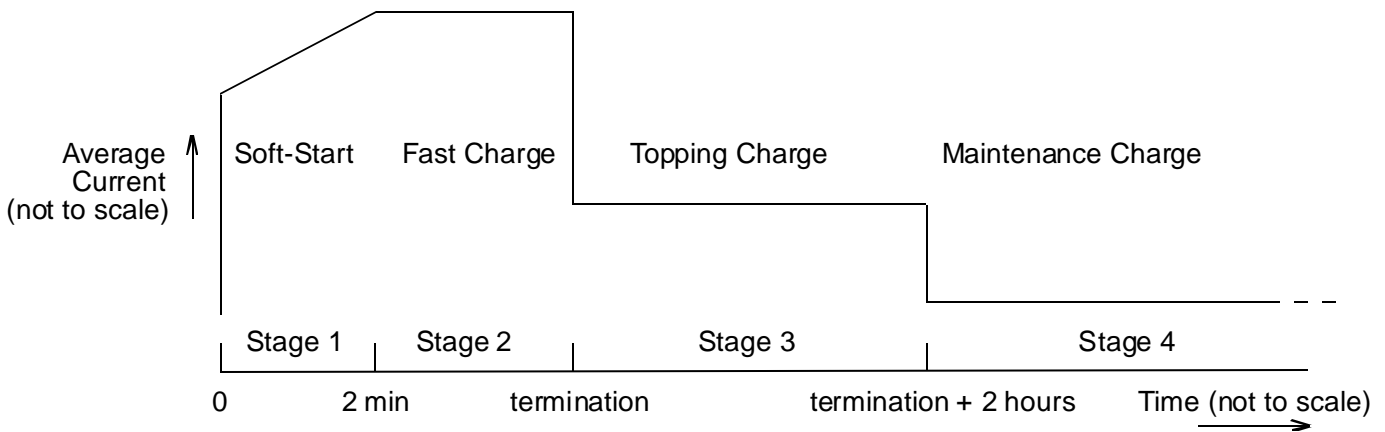 Average
Current
(not to scale)
Soft-Start
Fast Charge
Topping Charge
Maintenance Charge
Stage 1
Stage 2
Stage 3
Stage 4
0
2 min
termination
termination + 2 hours
Time (not to scale)